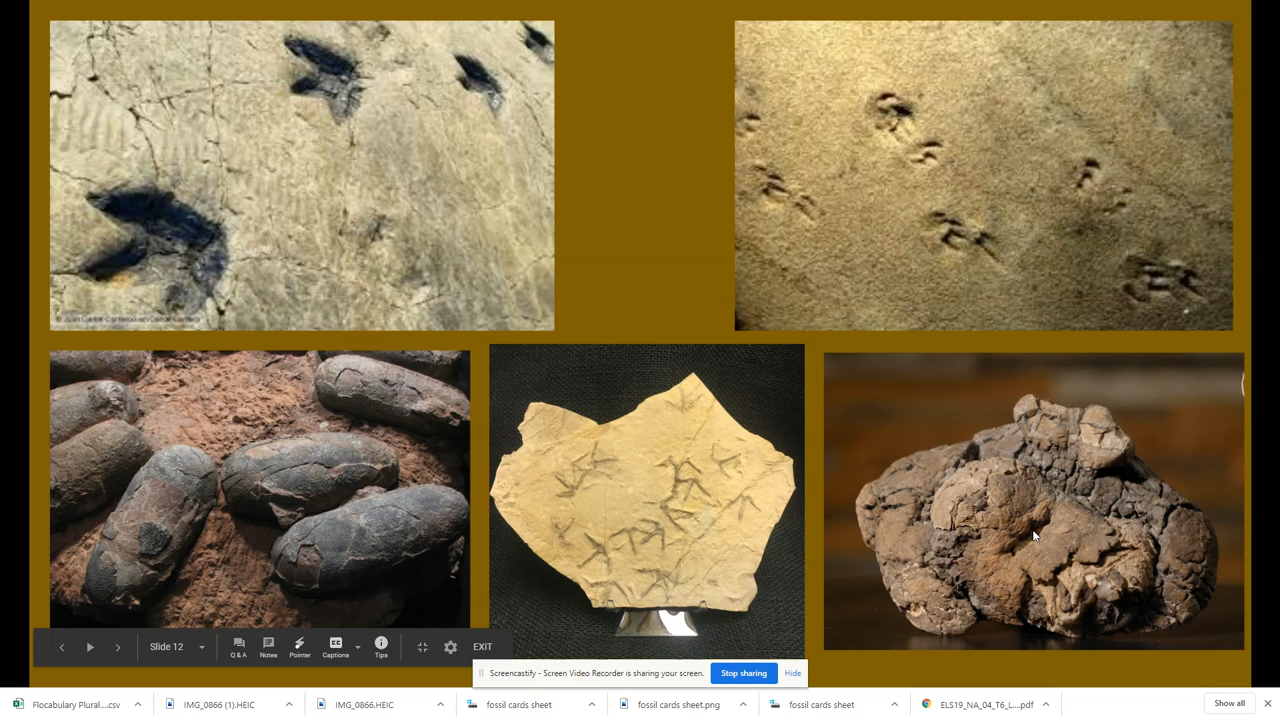 Slide 12
Q & A
Notes
Pointer
Captions
Tips
EXIT
Screencastify - Screen Video Recorder is sharing your screen.
Stop sharing
Hide
Flocabulary Plural....csv
IMG_0866 (1).HEIC
IMG_0866.HEIC
fossil cards sheet
fossil cards sheet.png
fossil cards sheet
ELS19_NA_04_T6_L....pdf
Show all